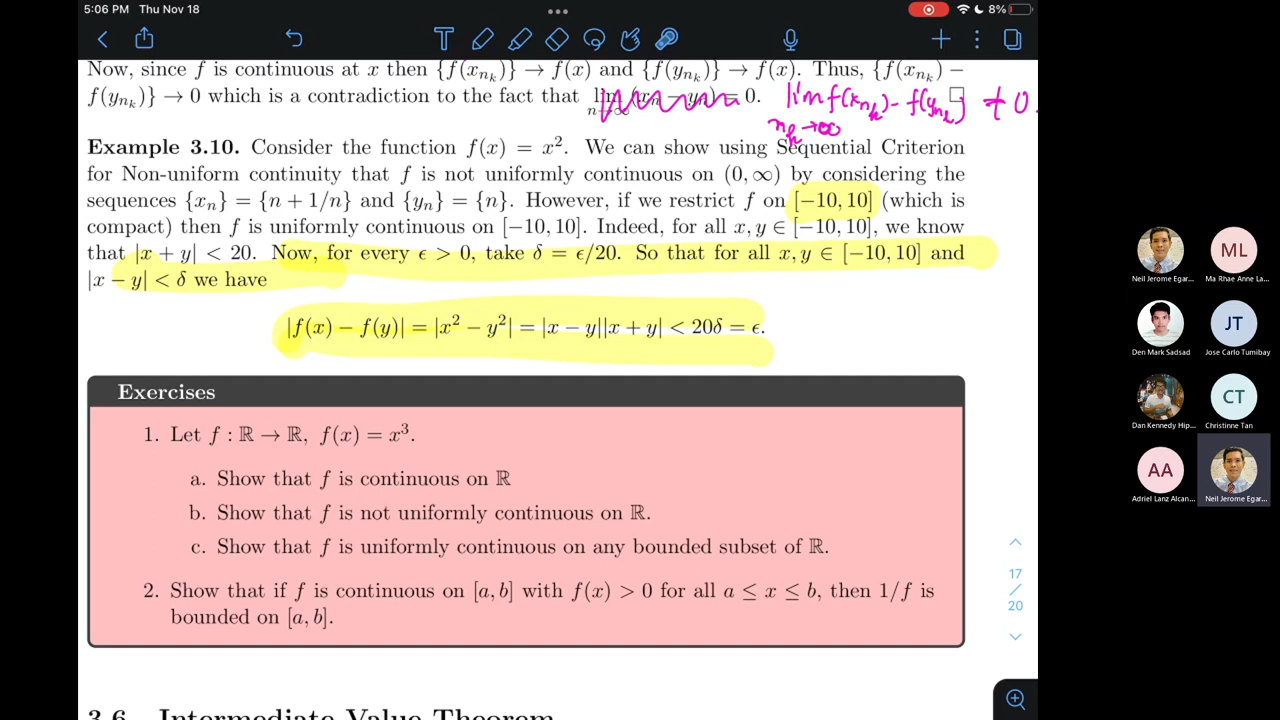 5:06 PM Thu Nov 18
8%
Now, since f is continuous at x then {f(x_{n_k})} → f(x) and {f(y_{n_k})} → f(x). Thus, {f(x_{n_k}) −
f(y_{n_k})} → 0 which is a contradiction to the fact that lim_{n→∞} (x_n − y_n) = 0. □
lim_{n_k→∞} f(x_{n_k}) - f(y_{n_k}) ≠ 0.
Example 3.10. Consider the function f(x) = x². We can show using Sequential Criterion
for Non-uniform continuity that f is not uniformly continuous on (0, ∞) by considering the
sequences {x_n} = {n + 1/n} and {y_n} = {n}. However, if we restrict f on [−10, 10] (which is
compact) then f is uniformly continuous on [−10, 10]. Indeed, for all x, y ∈ [−10, 10], we know
that |x + y| < 20. Now, for every ϵ > 0, take δ = ϵ/20. So that for all x, y ∈ [−10, 10] and
|x − y| < δ we have
|f(x) − f(y)| = |x² − y²| = |x − y||x + y| < 20δ = ϵ.
Exercises
1. Let f : ℝ → ℝ, f(x) = x³.
a. Show that f is continuous on ℝ
b. Show that f is not uniformly continuous on ℝ.
c. Show that f is uniformly continuous on any bounded subset of ℝ.
2. Show that if f is continuous on [a, b] with f(x) > 0 for all a ≤ x ≤ b, then 1/f is
bounded on [a, b].
3.6 Intermediate Value Theorem
17
/
20
Neil Jerome Egar...
ML
Ma Rhae Anne La...
Den Mark Sadsad
JT
Jose Carlo Tumibay
Dan Kennedy Hip...
CT
Christinne Tan
AA
Adriel Lanz Alcan...
Neil Jerome Egar...